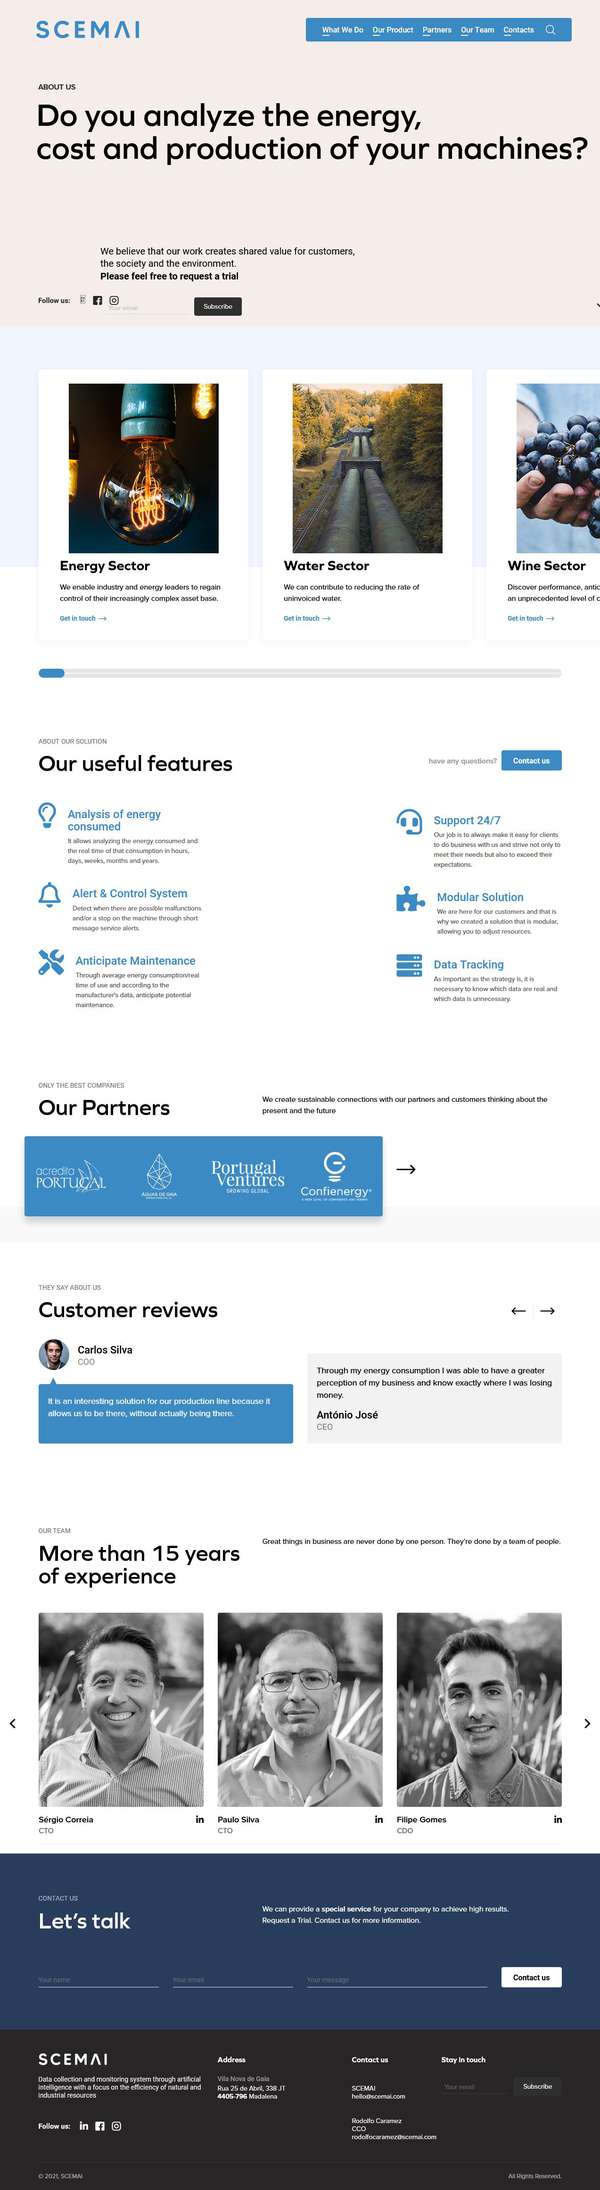 SCEMAI
What We Do
Our Product
Partners
Our Team
Contacts
ABOUT US
Do you analyze the energy,
cost and production of your machines?
We believe that our work creates shared value for customers,
the society and the environment.
Please feel free to request a trial
Follow us:
Your email
Subscribe
Energy Sector
We enable industry and energy leaders to regain
control of their increasingly complex asset base.
Get in touch
Water Sector
We can contribute to reducing the rate of
uninvoiced water.
Get in touch
Wine Sector
Discover performance,
an unprecedented level of
Get in touch
ABOUT OUR SOLUTION
Our useful features
have any questions?
Contact us
Analysis of energy
consumed
It allows analyzing the energy consumed and
the real time of that consumption in hours,
days, weeks, months and years.
Alert & Control System
Detect when there are possible malfunctions
and/or a stop on the machine through short
message service alerts.
Anticipate Maintenance
Through average energy consumption/real
time of use and according to the
manufacturer's data, anticipate potential
maintenance.
Support 24/7
Our job is to always make it easy for clients
to do business with us and strive not only to
meet their needs but also to exceed their
expectations.
Modular Solution
We are here for our customers and that is
why we created a solution that is modular,
allowing you to adjust resources.
Data Tracking
As important as the strategy is, it is
necessary to know which data are real and
which data is unnecessary.
ONLY THE BEST COMPANIES
Our Partners
We create sustainable connections with our partners and customers thinking about the
present and the future
acredita
PORTUGAL
ÁGUAS DE GAIA
Portugal
Ventures
GROWING GLOBAL
Confienergy
THEY SAY ABOUT US
Customer reviews
Carlos Silva
COO
It is an interesting solution for our production line because it
allows us to be there, without actually being there.
Through my energy consumption I was able to have a greater
perception of my business and know exactly where I was losing
money.
António José
CEO
OUR TEAM
More than 15 years
of experience
Great things in business are never done by one person. They're done by a team of people.
Sérgio Correia
CTO
Paulo Silva
CTO
Filipe Gomes
CDO
CONTACT US
Let's talk
We can provide a special service for your company to achieve high results.
Request a Trial. Contact us for more information.
Your name
Your email
Your message
Contact us
SCEMAI
Data collection and monitoring system through artificial
intelligence with a focus on the efficiency of natural and
industrial resources
Follow us:
Address
Vila Nova de Gaia
Rua 25 de Abril, 338 JT
4405-796 Madalena
Contact us
SCEMAI
hello@scemai.com
Rodolfo Caramez
CCO
rodolfocaramez@scemai.com
Stay in touch
Your email
Subscribe
© 2021, SCEMAI
All Rights Reserved.